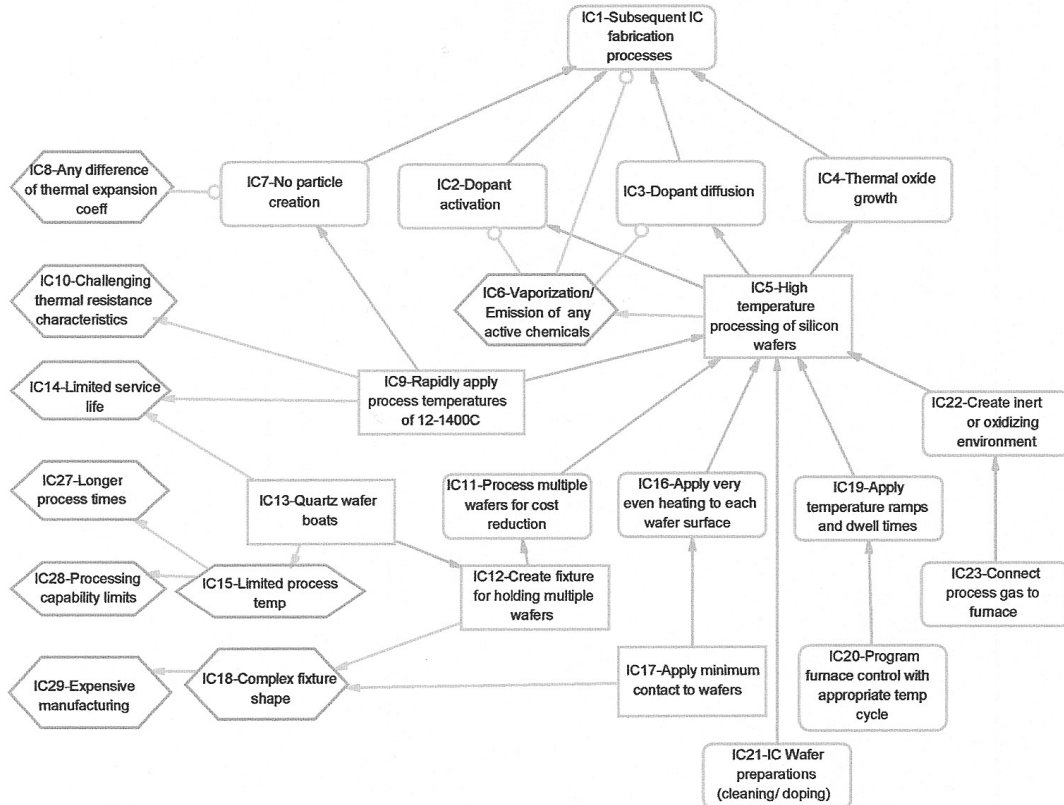 IC1-Subsequent IC
fabrication
processes
IC8-Any difference
of thermal expansion
coeff
IC7-No particle
creation
IC2-Dopant
activation
IC3-Dopant diffusion
IC4-Thermal oxide
growth
IC10-Challenging
thermal resistance
characteristics
IC6-Vaporization/
Emission of any
active chemicals
IC5-High
temperature
processing of silicon
wafers
IC14-Limited service
life
IC9-Rapidly apply
process temperatures
of 12-1400C
IC22-Create inert
or oxidizing
environment
IC27-Longer
process times
IC13-Quartz wafer
boats
IC11-Process multiple
wafers for cost
reduction
IC16-Apply very
even heating to each
wafer surface
IC19-Apply
temperature ramps
and dwell times
IC28-Processing
capability limits
IC15-Limited process
temp
IC12-Create fixture
for holding multiple
wafers
IC23-Connect
process gas to
furnace
IC29-Expensive
manufacturing
IC18-Complex fixture
shape
IC17-Apply minimum
contact to wafers
IC20-Program
furnace control with
appropriate temp
cycle
IC21-IC Wafer
preparations
(cleaning/ doping)